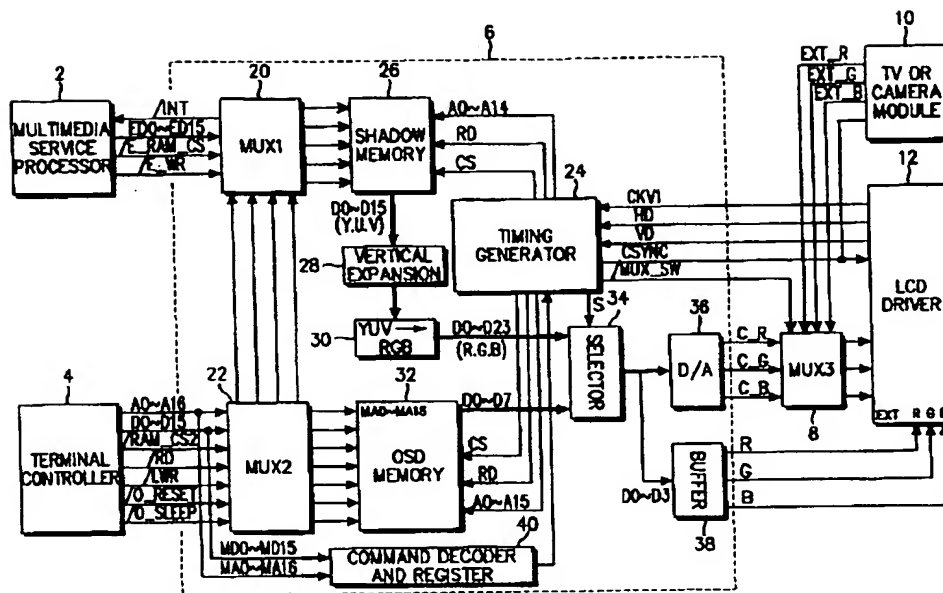 6
10
2
20
26
EXT_R
EXT_G
EXT_B
TV OR
CAMERA
MODULE
/INT
ED0~ED15
/E_RAM_CS
/E_WR
MULTIMEDIA
SERVICE
PROCESSOR
MUX1
SHADOW
MEMORY
A0~A14
RD
CS
24
12
D0~D15
(Y.U.V)
TIMING
GENERATOR
CKV1
HD
VD
CSYNC
/MUX_SW
28
VERTICAL
EXPANSION
S
34
LCD
DRIVER
30
YUV
RGB
D0~D23
(R.G.B)
SELECTOR
36
D/A
C_R
C_G
C_B
MUX3
8
4
22
32
A0~A16
D0~D15
/RAM_CS2
/RD
/LWR
/O_RESET
/O_SLEEP
TERMINAL
CONTROLLER
MUX2
MA0~MA15
OSD
MEMORY
D0~D7
CS
RD
A0~A15
EXT R G B
D0~D3
BUFFER
38
R
G
B
40
MD0~MD15
MA0~MA16
COMMAND DECODER
AND REGISTER